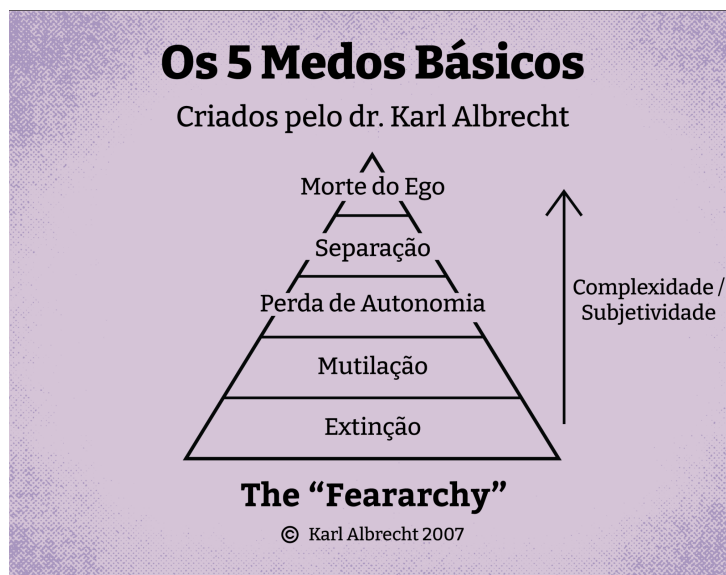 Os 5 Medos Básicos
Criados pelo dr. Karl Albrecht
Morte do Ego
Separação
Perda de Autonomia
Mutilação
Extinção
Complexidade /
Subjetividade
The “Feararchy”
© Karl Albrecht 2007